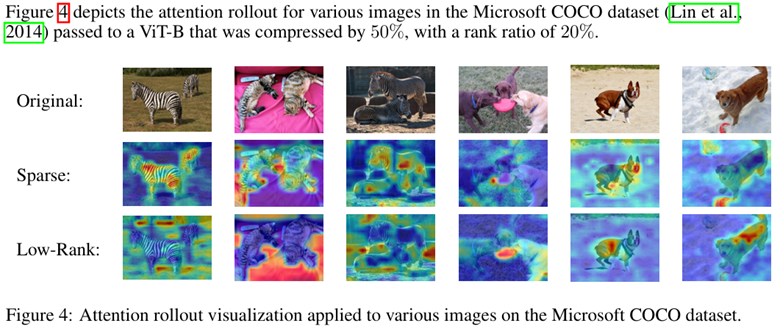 Figure 4 depicts the attention rollout for various images in the Microsoft COCO dataset (Lin et al.,
2014) passed to a ViT-B that was compressed by 50%, with a rank ratio of 20%.
Original:
Sparse:
Low-Rank:
Figure 4: Attention rollout visualization applied to various images on the Microsoft COCO dataset.